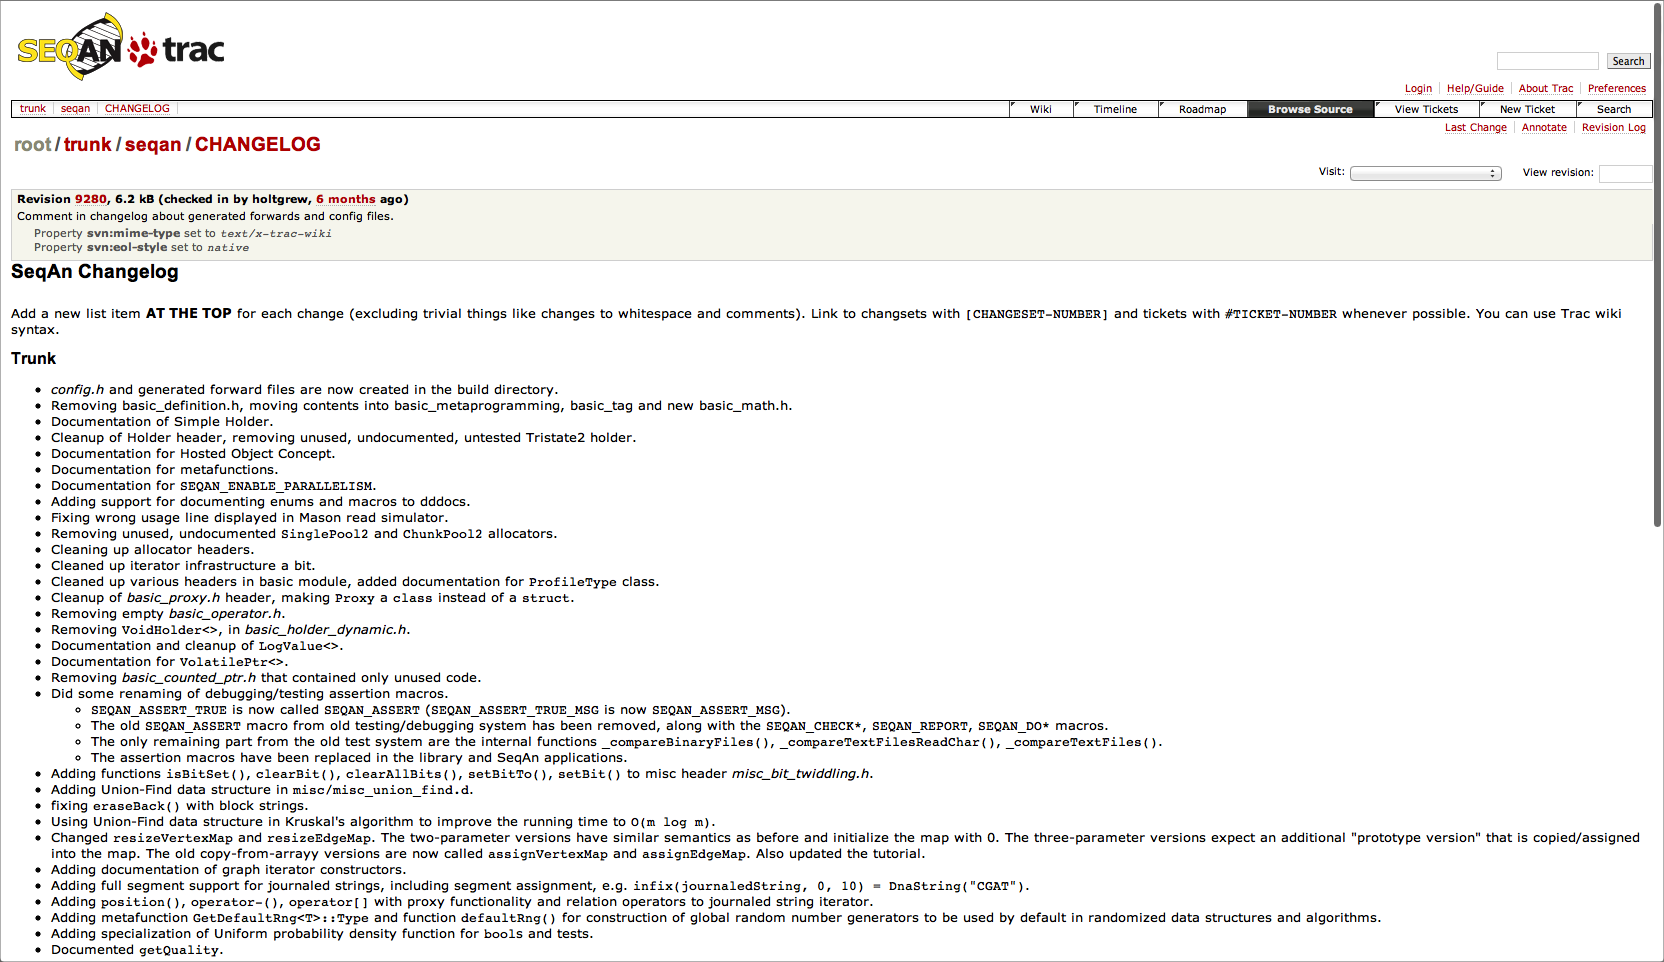 SEQAN trac
Search
Login Help/Guide About Trac Preferences
trunk seqan CHANGELOG Wiki Timeline Roadmap Browse Source View Tickets New Ticket Search
Last Change Annotate Revision Log
root/trunk/seqan/CHANGELOG
Visit: View revision:
Revision 9280, 6.2 kB (checked in by holtgrew, 6 months ago)
Comment in changelog about generated forwards and config files.
Property svn:mime-type set to text/x-trac-wiki
Property svn:eol-style set to native
SeqAn Changelog
Add a new list item AT THE TOP for each change (excluding trivial things like changes to whitespace and comments). Link to changsets with [CHANGESET-NUMBER] and tickets with #TICKET-NUMBER whenever possible. You can use Trac wiki
syntax.
Trunk
• config.h and generated forward files are now created in the build directory.
• Removing basic_definition.h, moving contents into basic_metaprogramming, basic_tag and new basic_math.h.
• Documentation of Simple Holder.
• Cleanup of Holder header, removing unused, undocumented, untested Tristate2 holder.
• Documentation for Hosted Object Concept.
• Documentation for metafunctions.
• Documentation for SEQAN_ENABLE_PARALLELISM.
• Adding support for documenting enums and macros to dddocs.
• Fixing wrong usage line displayed in Mason read simulator.
• Removing unused, undocumented SinglePool2 and ChunkPool2 allocators.
• Cleaning up allocator headers.
• Cleaned up iterator infrastructure a bit.
• Cleaned up various headers in basic module, added documentation for ProfileType class.
• Cleanup of basic_proxy.h header, making Proxy a class instead of a struct.
• Removing empty basic_operator.h.
• Removing VoidHolder<>, in basic_holder_dynamic.h.
• Documentation and cleanup of LogValue<>.
• Documentation for VolatilePtr<>.
• Removing basic_counted_ptr.h that contained only unused code.
• Did some renaming of debugging/testing assertion macros.
◦ SEQAN_ASSERT_TRUE is now called SEQAN_ASSERT (SEQAN_ASSERT_TRUE_MSG is now SEQAN_ASSERT_MSG).
◦ The old SEQAN_ASSERT macro from old testing/debugging system has been removed, along with the SEQAN_CHECK*, SEQAN_REPORT, SEQAN_DO* macros.
◦ The only remaining part from the old test system are the internal functions _compareBinaryFiles(), _compareTextFilesReadChar(), _compareTextFiles().
◦ The assertion macros have been replaced in the library and SeqAn applications.
• Adding functions isBitSet(), clearBit(), clearAllBits(), setBitTo(), setBit() to misc header misc_bit_twiddling.h.
• Adding Union-Find data structure in misc/misc_union_find.d.
• fixing eraseBack() with block strings.
• Using Union-Find data structure in Kruskal's algorithm to improve the running time to O(m log m).
• Changed resizeVertexMap and resizeEdgeMap. The two-parameter versions have similar semantics as before and initialize the map with 0. The three-parameter versions expect an additional "prototype version" that is copied/assigned
into the map. The old copy-from-arrayy versions are now called assignVertexMap and assignEdgeMap. Also updated the tutorial.
• Adding documentation of graph iterator constructors.
• Adding full segment support for journaled strings, including segment assignment, e.g. infix(journaledString, 0, 10) = DnaString("CGAT").
• Adding position(), operator-(), operator[] with proxy functionality and relation operators to journaled string iterator.
• Adding metafunction GetDefaultRng<T>::Type and function defaultRng() for construction of global random number generators to be used by default in randomized data structures and algorithms.
• Adding specialization of Uniform probability density function for bools and tests.
• Documented getQuality.